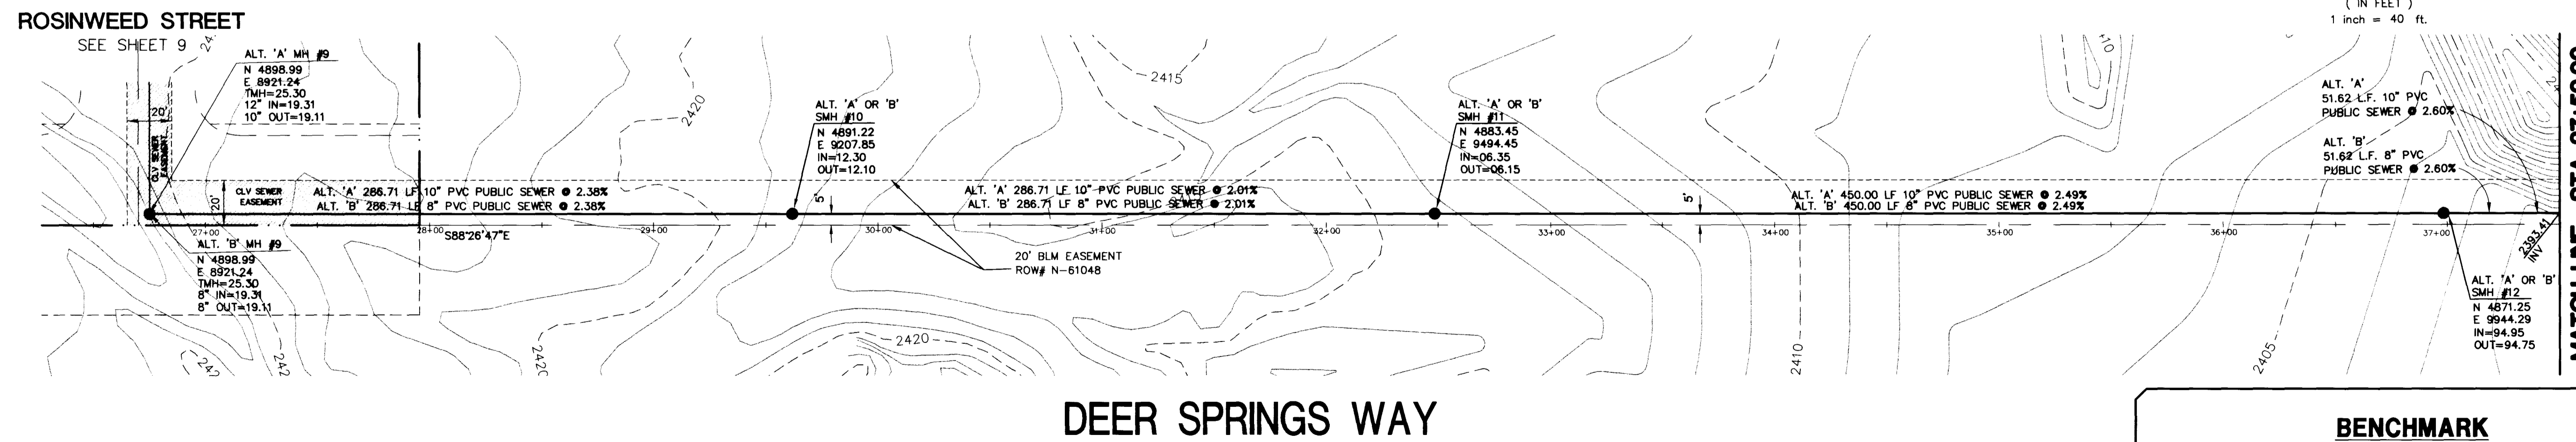 ROSINWEED STREET
SEE SHEET 9
( IN FEET )
1 inch = 40 ft.
ALT. 'A' MH #9
N 4898.99
E 8921.24
TMH=25.30
12" IN=19.31
10" OUT=19.11
20'
CLV SEWER
EASEMENT
2420
2415
ALT. 'A' OR 'B'
SMH #10
N 4891.22
E 9207.85
IN=12.30
OUT=12.10
ALT. 'A' OR 'B'
SMH #11
N 4883.45
E 9494.45
IN=06.35
OUT=06.15
ALT. 'A'
51.62 L.F. 10" PVC
PUBLIC SEWER @ 2.60%
ALT. 'B'
51.62 L.F. 8" PVC
PUBLIC SEWER @ 2.60%
20'
CLV SEWER
EASEMENT
ALT. 'A' 286.71 LF 10" PVC PUBLIC SEWER @ 2.38%
ALT. 'B' 286.71 LF 8" PVC PUBLIC SEWER @ 2.38%
5'
ALT. 'A' 286.71 LF 10" PVC PUBLIC SEWER @ 2.01%
ALT. 'B' 286.71 LF 8" PVC PUBLIC SEWER @ 2.01%
5'
ALT. 'A' 450.00 LF 10" PVC PUBLIC SEWER @ 2.49%
ALT. 'B' 450.00 LF 8" PVC PUBLIC SEWER @ 2.49%
27+00
28+00
S88°26'47"E
29+00
30+00
31+00
32+00
33+00
34+00
35+00
36+00
37+00
2393.41
INV
ALT. 'B' MH #9
N 4898.99
E 8921.24
TMH=25.30
8" IN=19.31
8" OUT=19.11
20' BLM EASEMENT
ROW# N-61048
ALT. 'A' OR 'B'
SMH #12
N 4871.25
E 9944.29
IN=94.95
OUT=94.75
2420
2420
2410
2405
DEER SPRINGS WAY
BENCHMARK